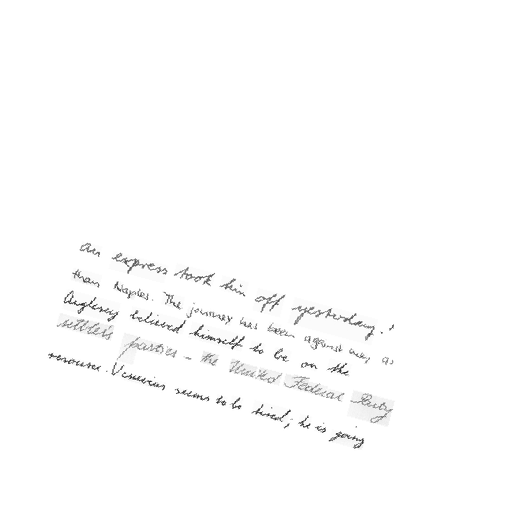 an express took him off yesterday. '
than Naples. The journey has been against us, as
Anglesey believed himself to be on the
settlers parties - the United Federal Party
resource. Vesuvius seems to be tired; he is going